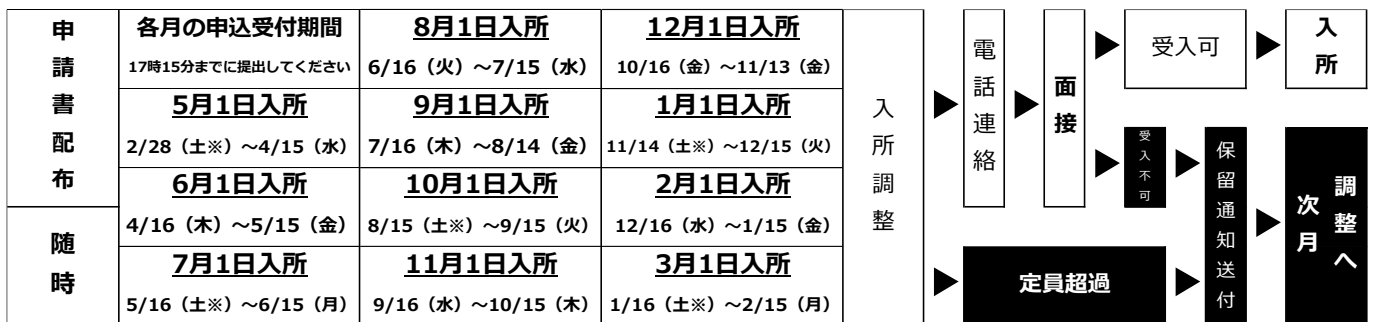 申請書配布
随時
各月の申込受付期間
17時15分までに提出してください
5月1日入所
2/28（土※）～4/15（水）
6月1日入所
4/16（木）～5/15（金）
7月1日入所
5/16（土※）～6/15（月）
8月1日入所
6/16（火）～7/15（水）
9月1日入所
7/16（木）～8/14（金）
10月1日入所
8/15（土※）～9/15（火）
11月1日入所
9/16（水）～10/15（木）
12月1日入所
10/16（金）～11/13（金）
1月1日入所
11/14（土※）～12/15（火）
2月1日入所
12/16（水）～1/15（金）
3月1日入所
1/16（土※）～2/15（月）
入所調整
電話連絡
面接
受入可
入所
受入不可
定員超過
保留通知送付
次月
調整へ